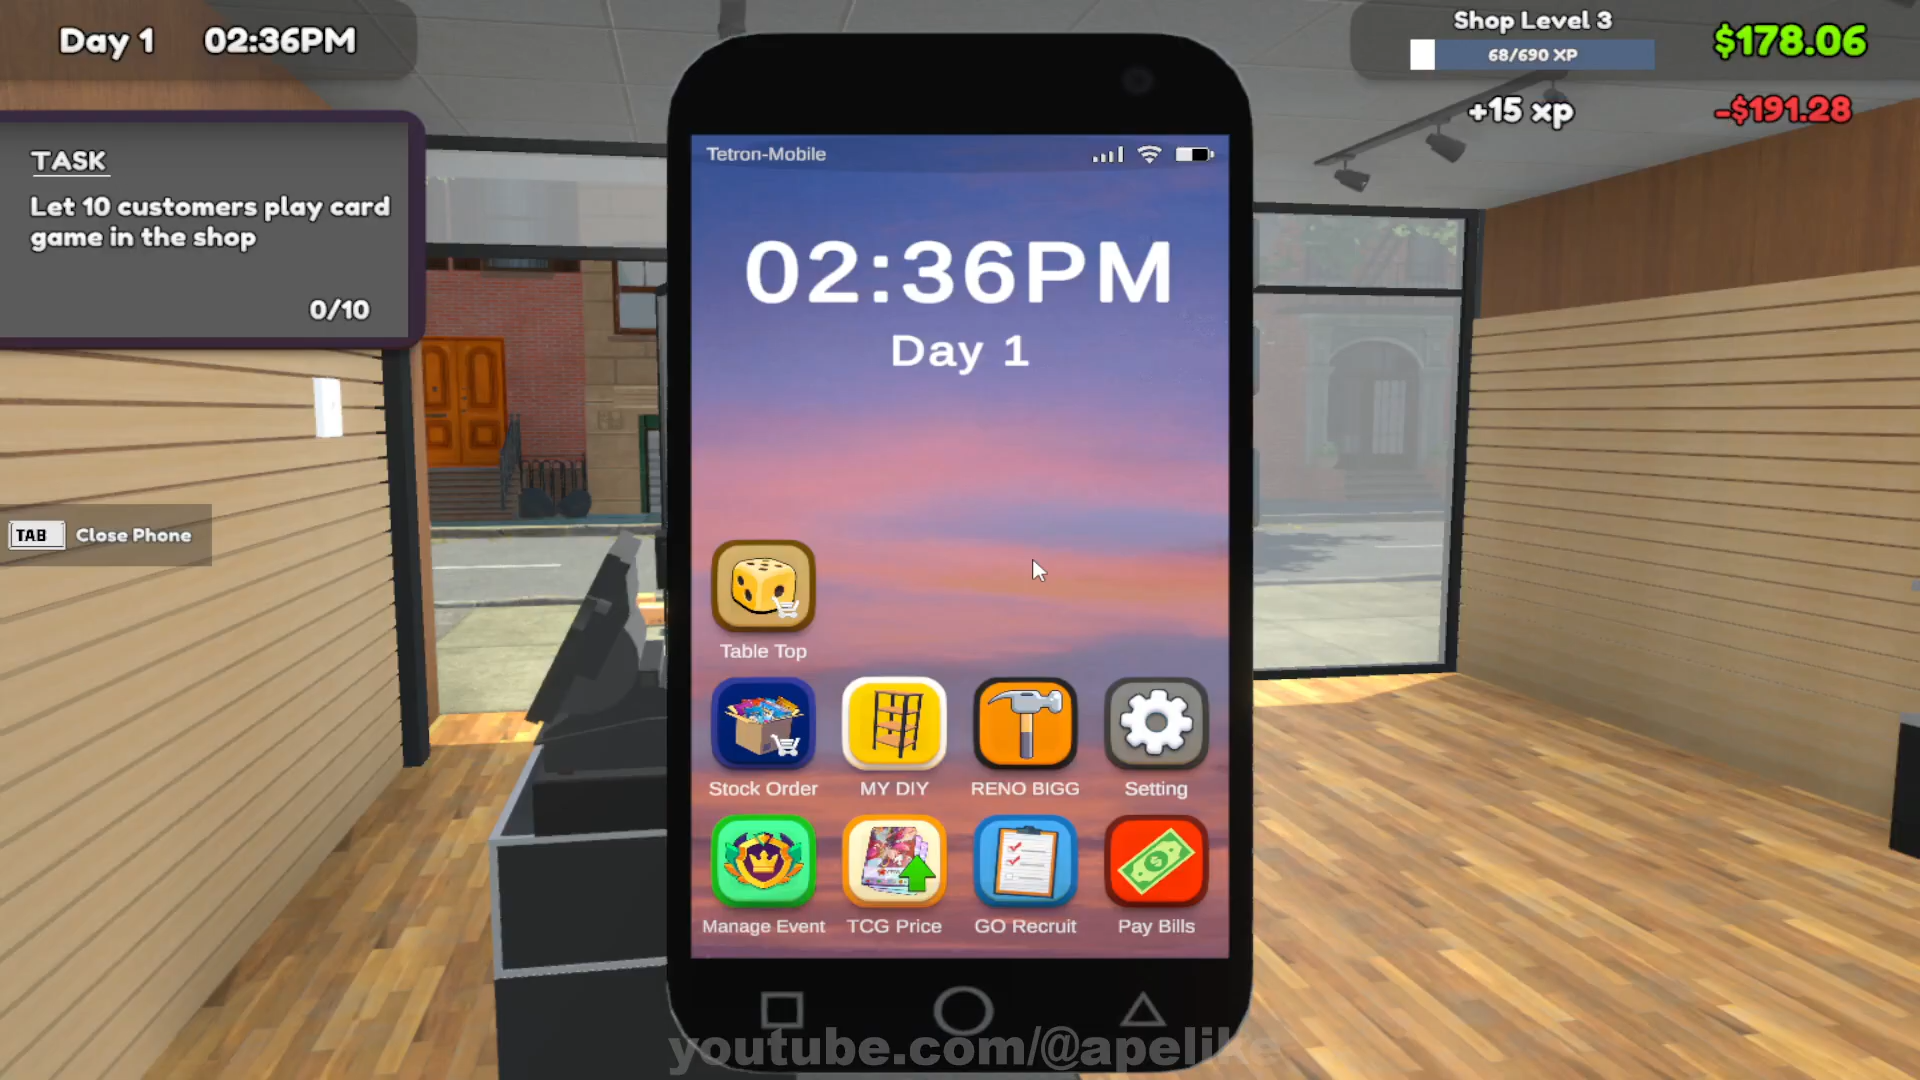 Day 1 02:36PM
Shop Level 3
68/690 XP
$178.06
+15 xp
-$191.28
TASK
Let 10 customers play card
game in the shop
0/10
TAB Close Phone
Tetron-Mobile
02:36PM
Day 1
Table Top
Stock Order MY DIY RENO BIGG Setting
Manage Event TCG Price GO Recruit Pay Bills
youtube.com/@apelike